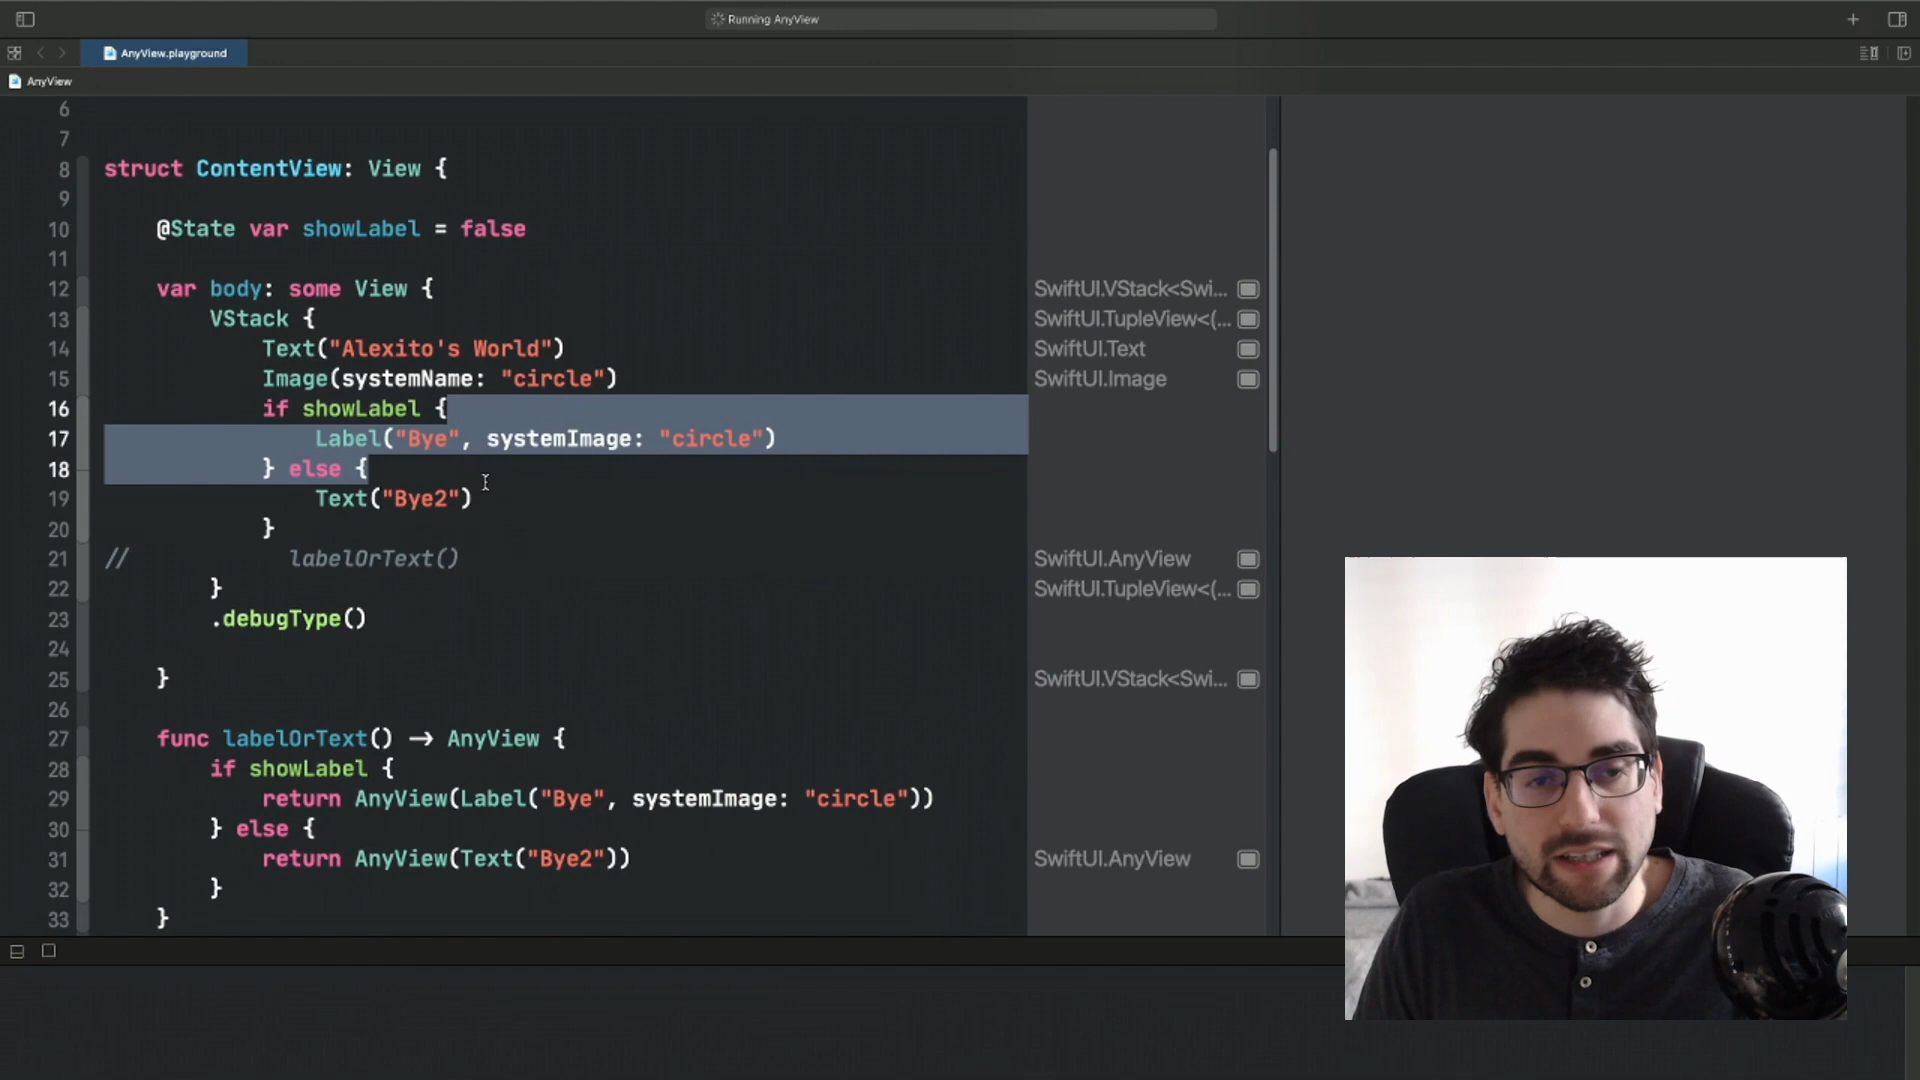 Running AnyView
AnyView.playground
AnyView
6
7
8 struct ContentView: View {
9
10 @State var showLabel = false
11
12 var body: some View { SwiftUI.VStack<Swi...
13 VStack { SwiftUI.TupleView<(...
14 Text("Alexito's World") SwiftUI.Text
15 Image(systemName: "circle") SwiftUI.Image
16 if showLabel {
17 Label("Bye", systemImage: "circle")
18 } else {
19 Text("Bye2")
20 }
21 // labelOrText() SwiftUI.AnyView
22 } SwiftUI.TupleView<(...
23 .debugType()
24
25 } SwiftUI.VStack<Swi...
26
27 func labelOrText() → AnyView {
28 if showLabel {
29 return AnyView(Label("Bye", systemImage: "circle"))
30 } else {
31 return AnyView(Text("Bye2")) SwiftUI.AnyView
32 }
33 }